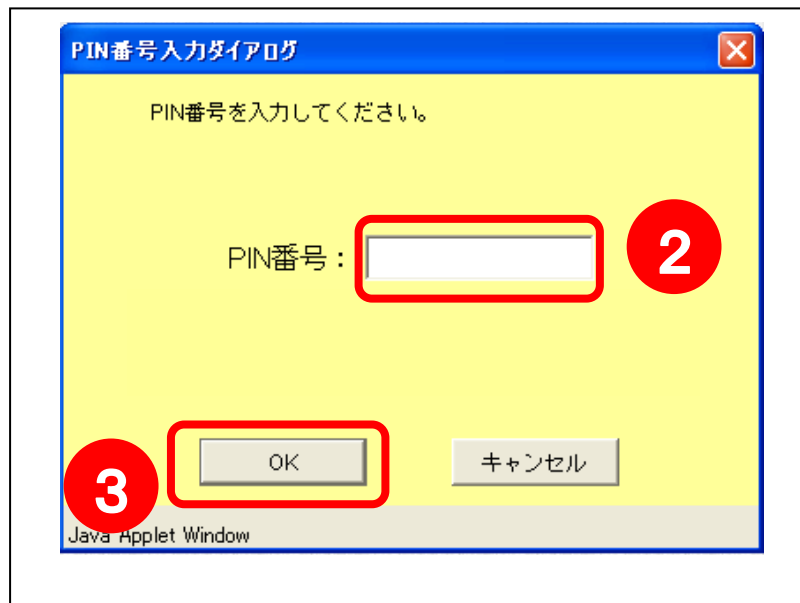 PIN番号入力ダイアログ
PIN番号を入力してください。
PIN番号：
2
OK
キャンセル
3
Java Applet Window